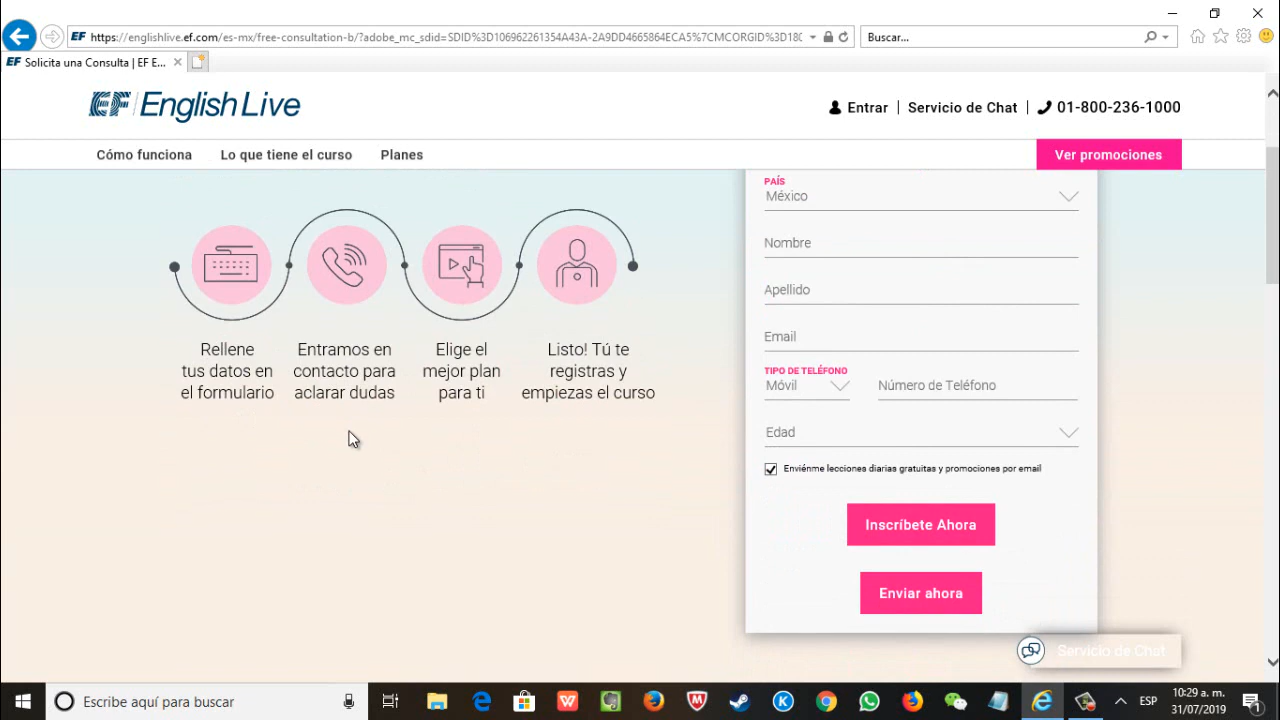 https://englishlive.ef.com/es-mx/free-consultation-b/?adobe_mc_sdid=SDID%3D106962261354A43A-2A9DD4665864ECA5%7CMCORGID%3D18C
Buscar...
EF Solicita una Consulta | EF E...
EF English Live
Entrar | Servicio de Chat | 01-800-236-1000
Cómo funciona
Lo que tiene el curso
Planes
Ver promociones
Rellene
tus datos en
el formulario
Entramos en
contacto para
aclarar dudas
Elige el
mejor plan
para ti
Listo! Tú te
registras y
empiezas el curso
PAÍS
México
Nombre
Apellido
Email
TIPO DE TELÉFONO
Móvil
Número de Teléfono
Edad
Enviénme lecciones diarias gratuitas y promociones por email
Inscríbete Ahora
Enviar ahora
Servicio de Chat
Escribe aquí para buscar
ESP
10:29 a. m.
31/07/2019